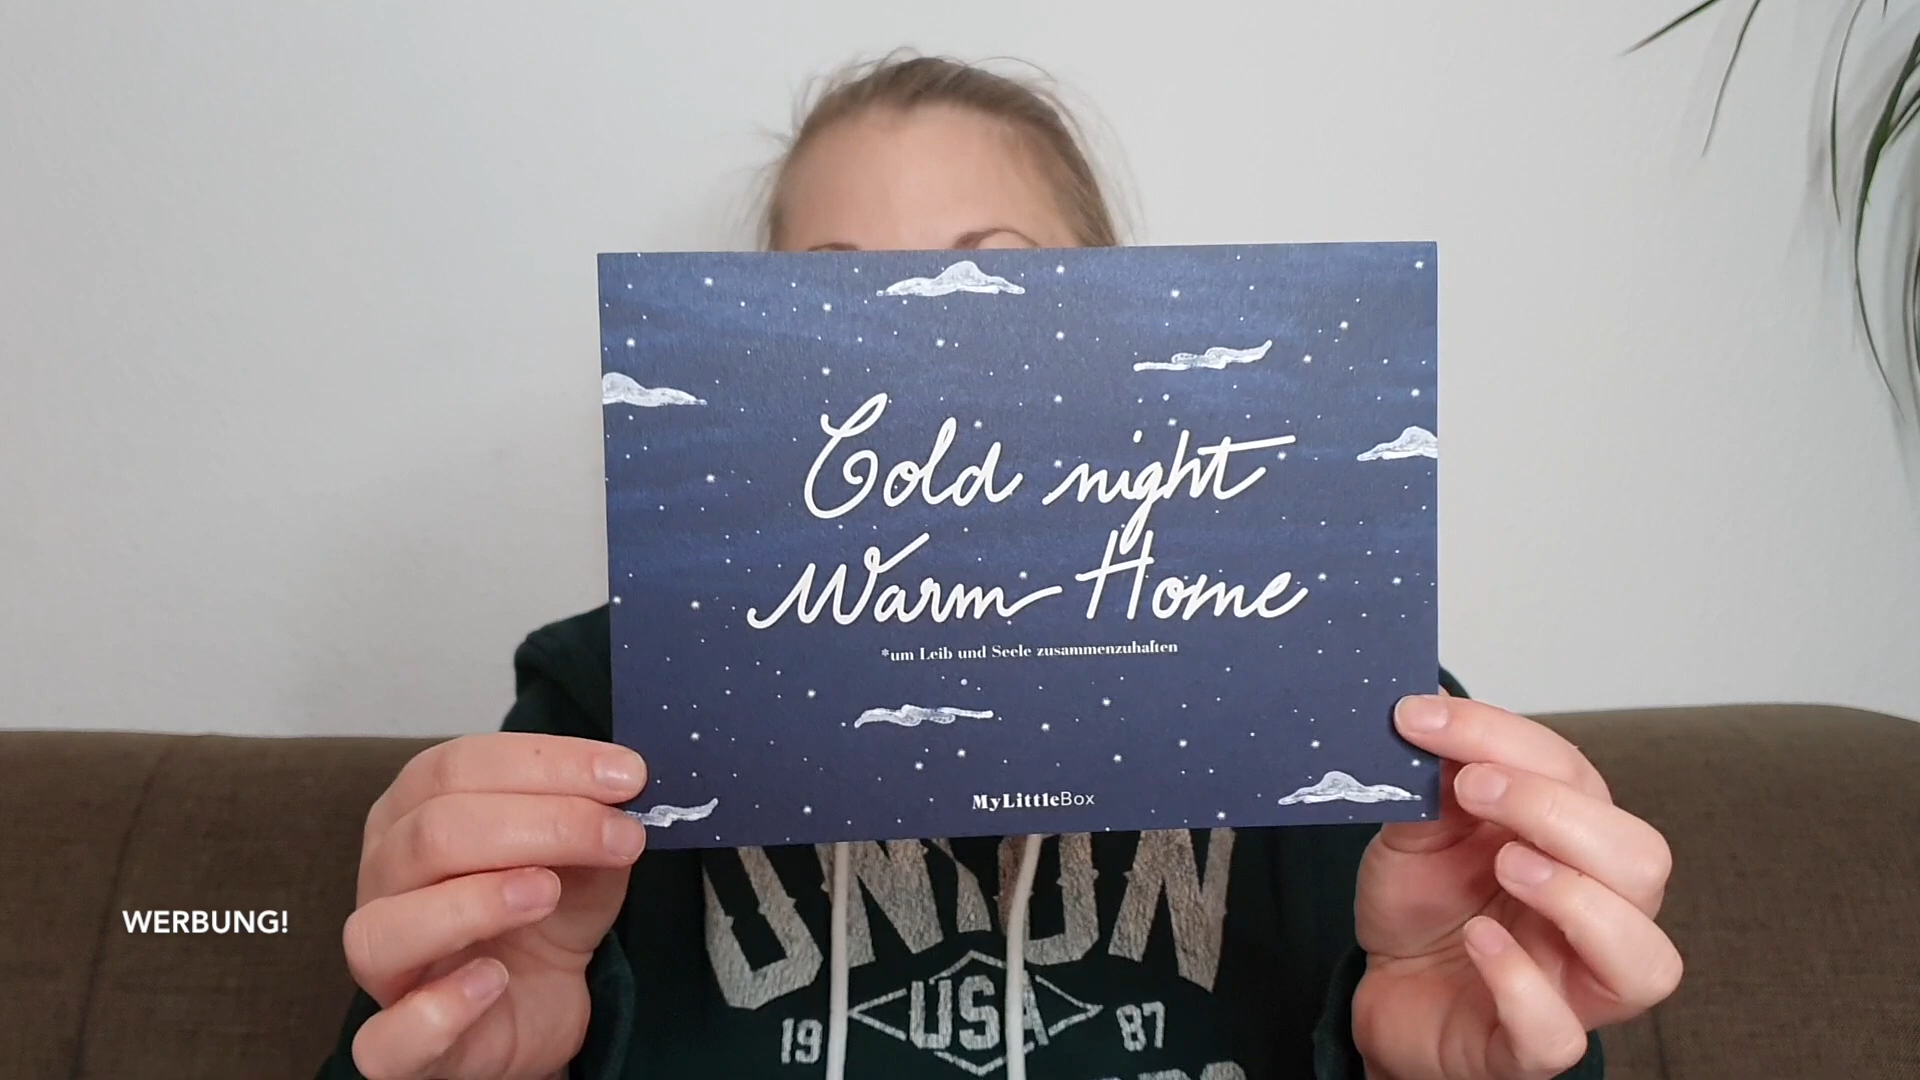 Cold night
Warm Home
*um Leib und Seele zusammenzuhalten
MyLittleBox
WERBUNG!
UNION
19 USA 87